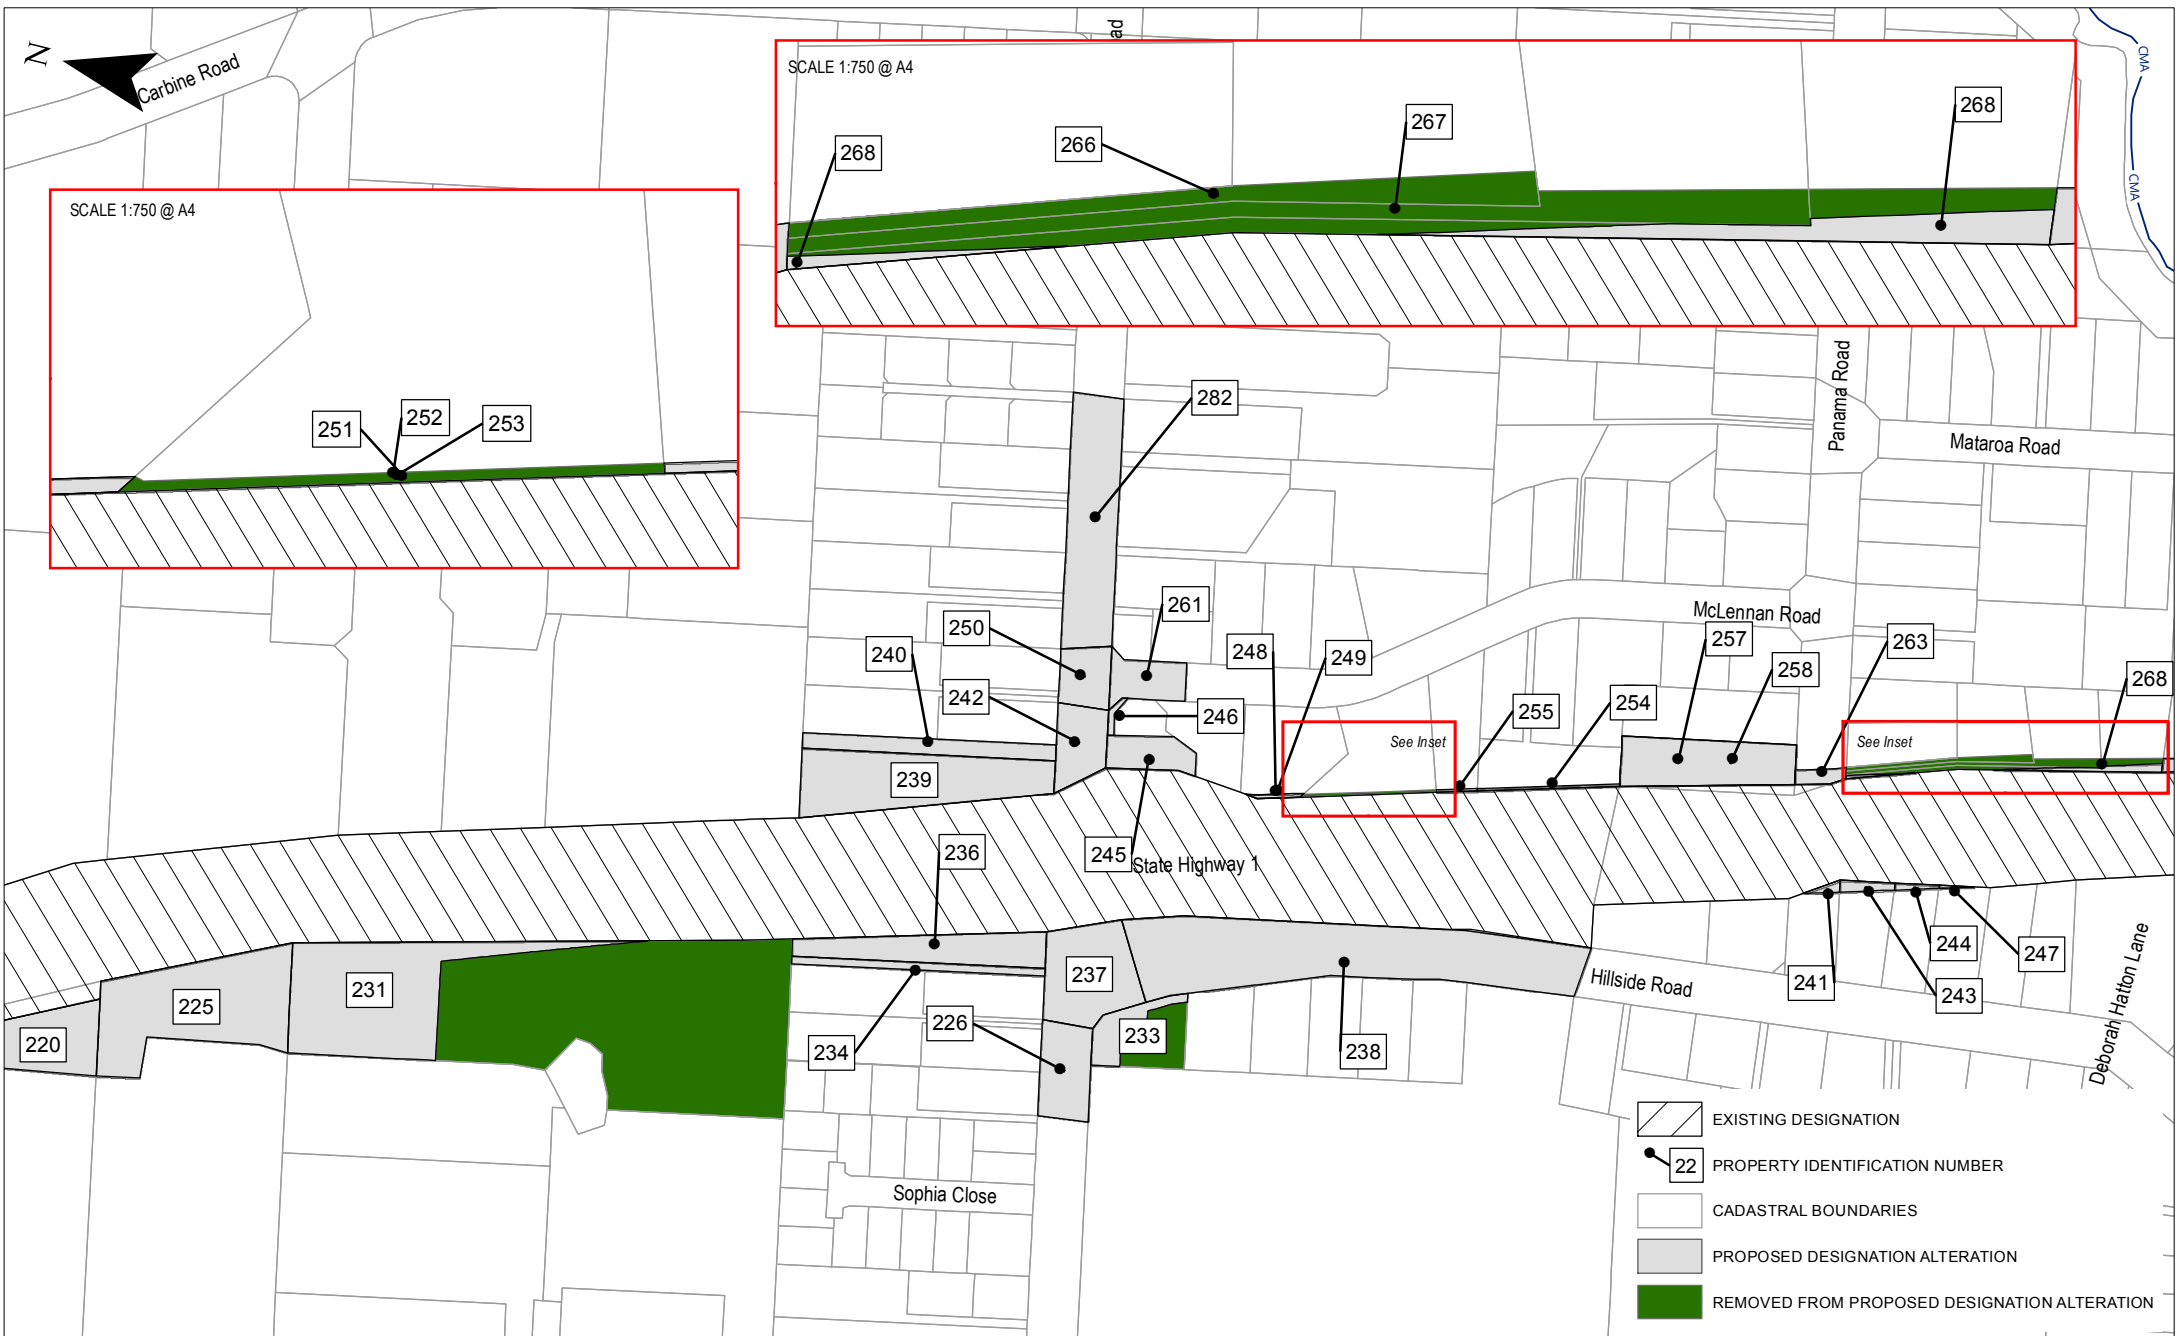 N
Carbine Road
ad
SCALE 1:750 @ A4
268
266
267
268
CMA
CMA
SCALE 1:750 @ A4
251
252
253
282
Panama Road
Mataroa Road
McLennan Road
261
250
240
242
246
248
249
257
258
263
268
255
254
See Inset
See Inset
239
245
State Highway 1
236
237
231
225
220
234
226
233
238
Hillside Road
241
243
244
247
Deborah Hatton Lane
Sophia Close
EXISTING DESIGNATION
22 PROPERTY IDENTIFICATION NUMBER
CADASTRAL BOUNDARIES
PROPOSED DESIGNATION ALTERATION
REMOVED FROM PROPOSED DESIGNATION ALTERATION